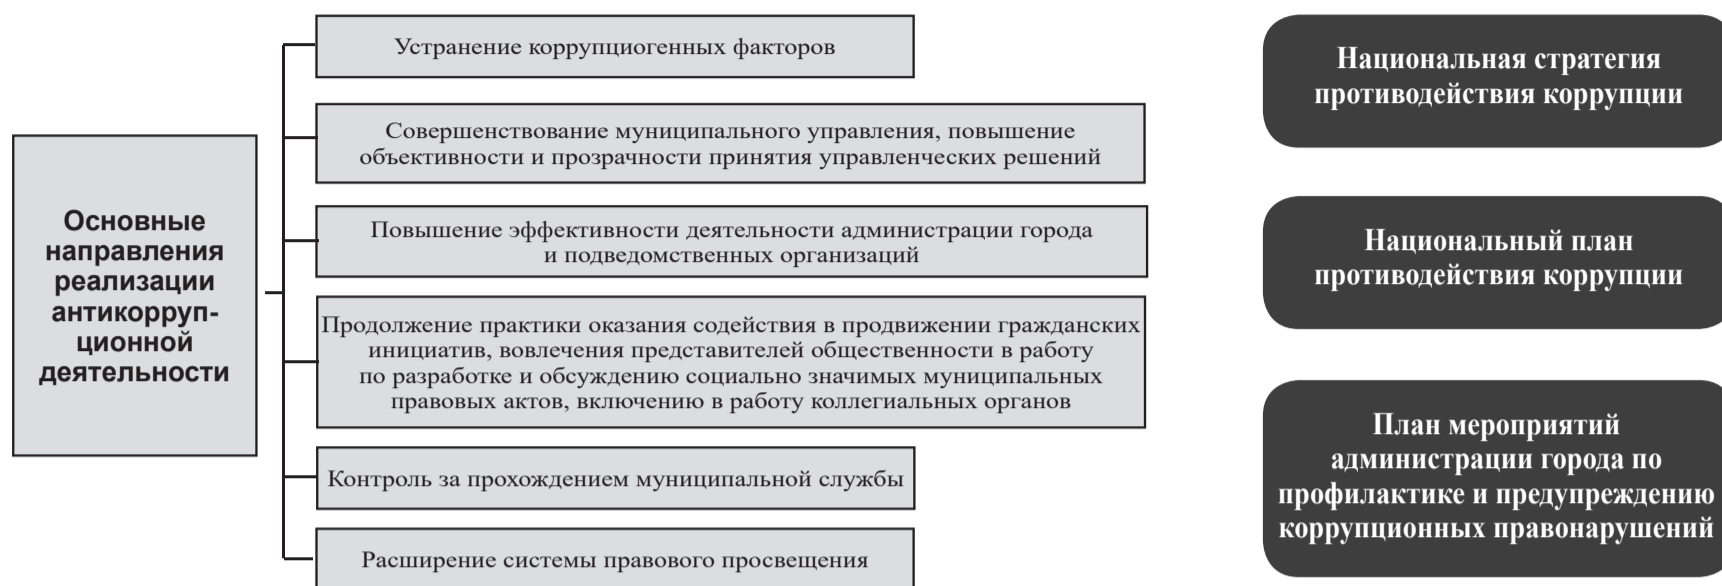 Основные
направления
реализации
антикорруп-
ционной
деятельности
Устранение коррупциогенных факторов
Совершенствование муниципального управления, повышение
объективности и прозрачности принятия управленческих решений
Повышение эффективности деятельности администрации города
и подведомственных организаций
Продолжение практики оказания содействия в продвижении гражданских
инициатив, вовлечения представителей общественности в работу
по разработке и обсуждению социально значимых муниципальных
правовых актов, включению в работу коллегиальных органов
Контроль за прохождением муниципальной службы
Расширение системы правового просвещения
Национальная стратегия
противодействия коррупции
Национальный план
противодействия коррупции
План мероприятий
администрации города по
профилактике и предупреждению
коррупционных правонарушений